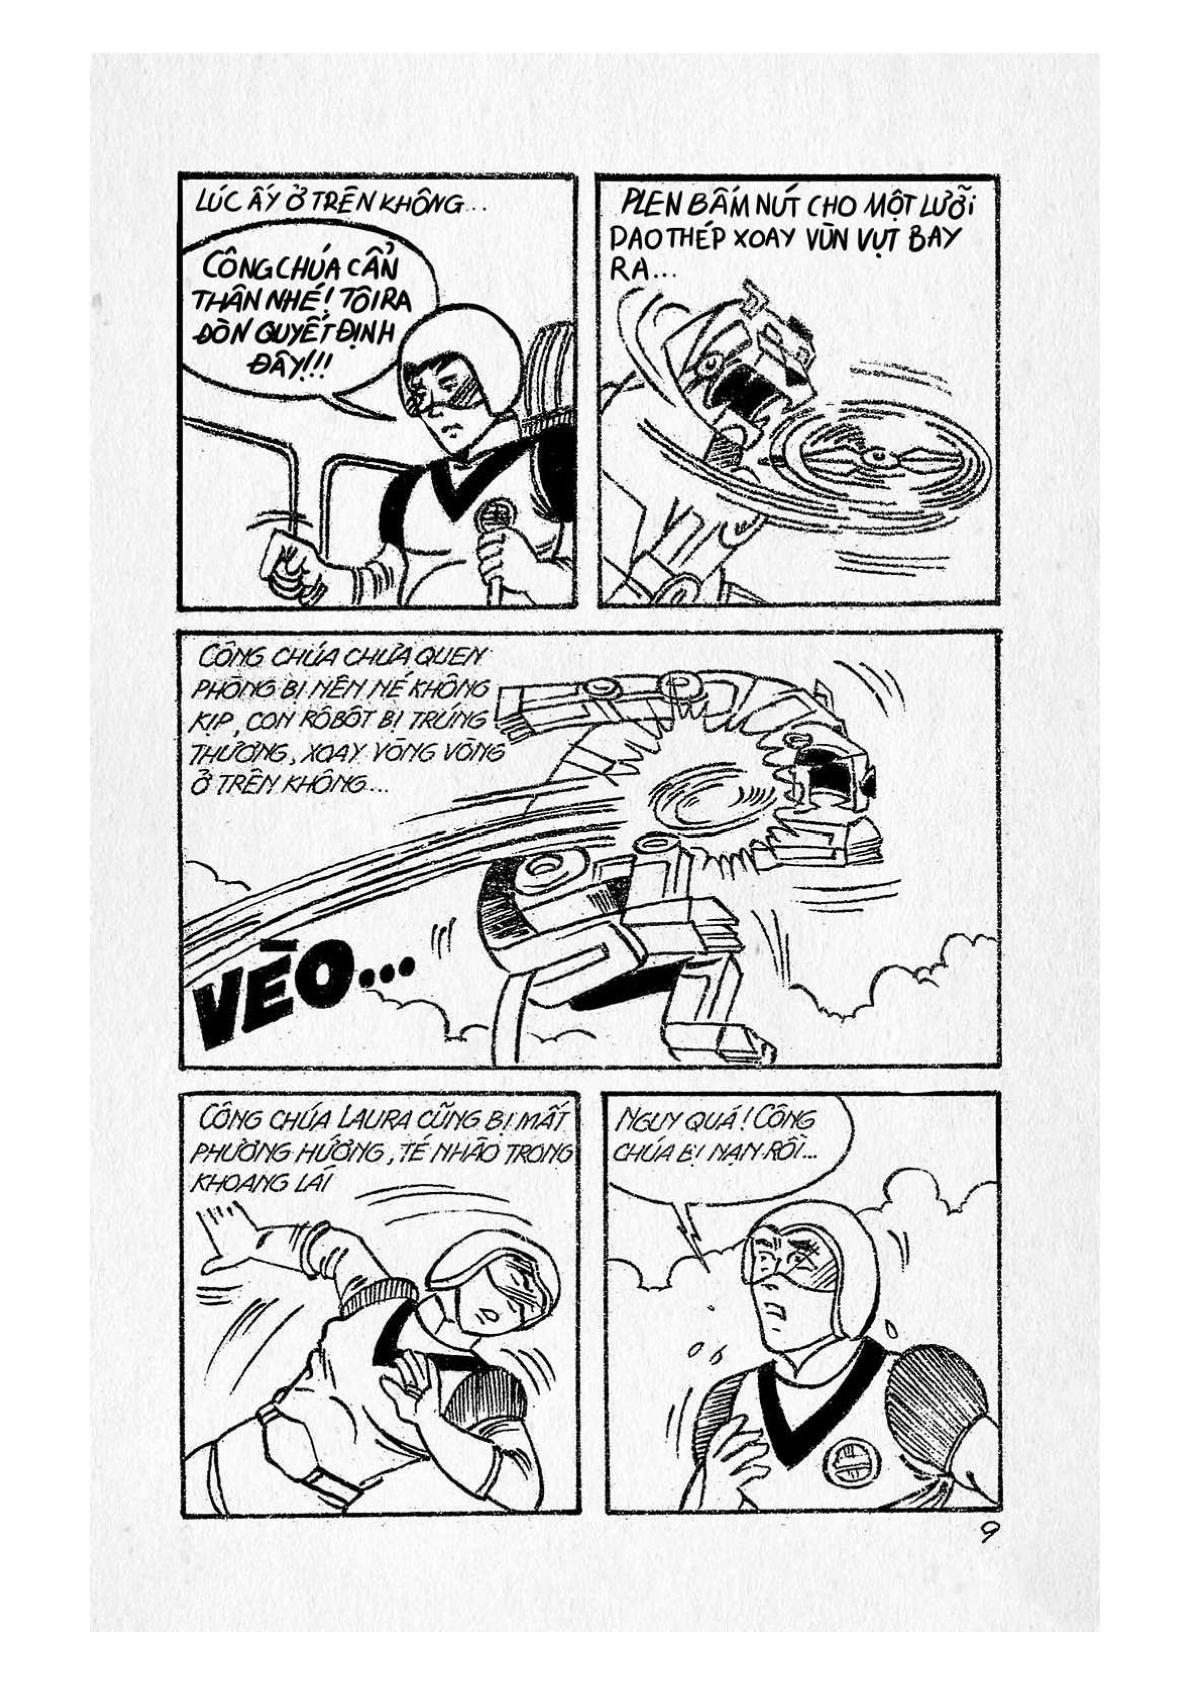 LÚC ẤY Ở TRÊN KHÔNG...
CÔNG CHÚA CẨN
THẬN NHÉ! TÔI RA
ĐÒN QUYẾT ĐỊNH
ĐÂY!!!
PLEN BẤM NÚT CHO MỘT LƯỠI
DAO THÉP XOAY VÙN VỤT BAY
RA...
CÔNG CHÚA CHƯA QUEN
PHÒNG BỊ NÊN NÉ KHÔNG
KỊP, CON RÔBÔT BỊ TRÚNG
THƯƠNG, XOAY VÒNG VÒNG
Ở TRÊN KHÔNG...
VÈO...
CÔNG CHÚA LAURA CŨNG BỊ MẤT
PHƯƠNG HƯỚNG, TÉ NHÀO TRONG
KHOANG LÁI
NGUY QUÁ! CÔNG
CHÚA BỊ NẠN RỒI...
9